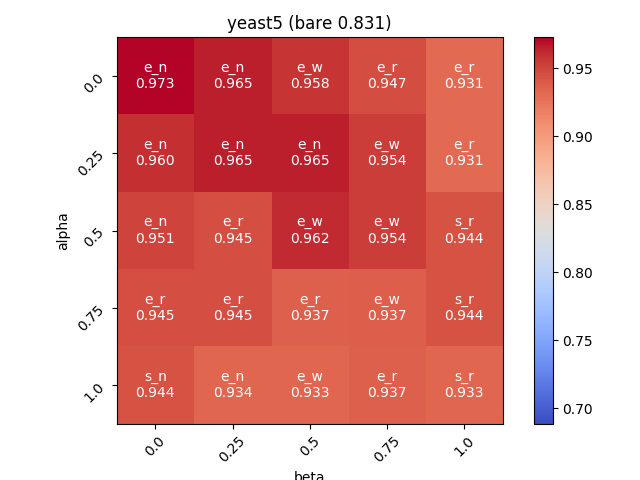 yeast5 (bare 0.831)
alpha
0.0
e_n e_n e_w e_r e_r
0.973 0.965 0.958 0.947 0.931
0.25
e_n e_n e_n e_w e_r
0.960 0.965 0.965 0.954 0.931
0.5
e_n e_r e_w e_w s_r
0.951 0.945 0.962 0.954 0.944
0.75
e_r e_r e_r e_w s_r
0.945 0.945 0.937 0.937 0.944
1.0
s_n e_n e_w e_r s_r
0.944 0.934 0.933 0.937 0.933
0.0 0.25 0.5 0.75 1.0
beta
0.95
0.90
0.85
0.80
0.75
0.70